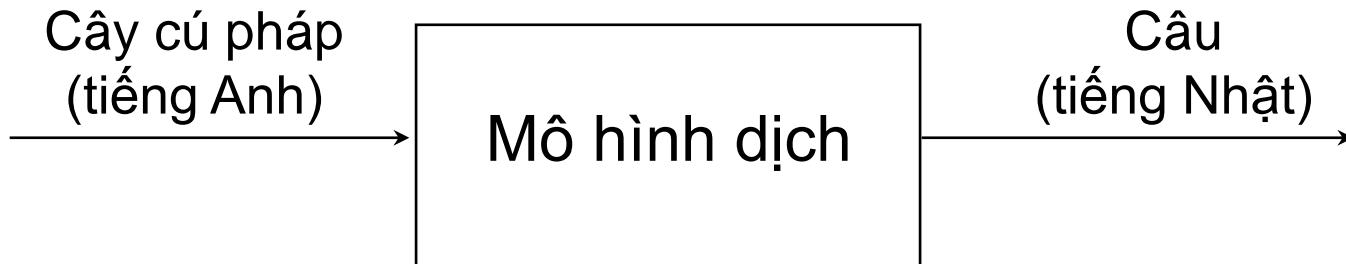 Cây cú pháp
(tiếng Anh)
Mô hình dịch
Câu
(tiếng Nhật)